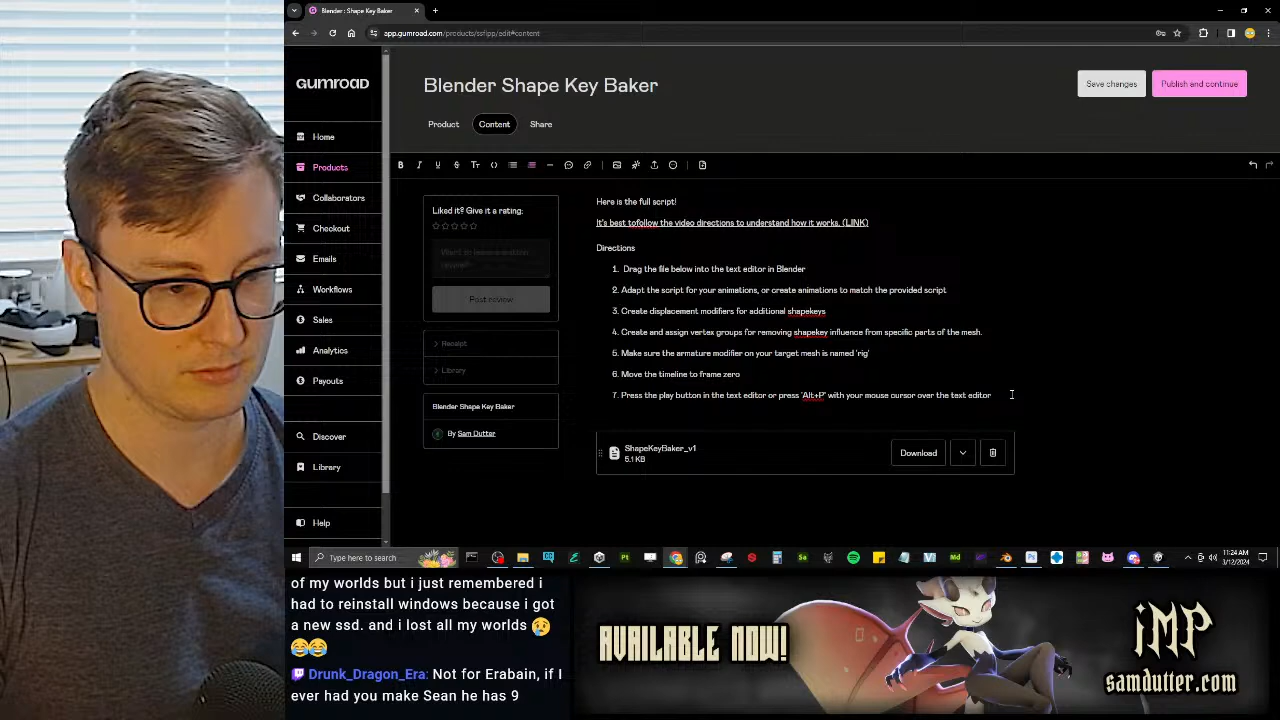 Blender : Shape Key Baker
app.gumroad.com/products/ssflpp/edit#content
GUMROAD
Blender Shape Key Baker
Save changes
Publish and continue
Product
Content
Share
Home
Products
Collaborators
Checkout
Emails
Workflows
Sales
Analytics
Payouts
Discover
Library
Help
Liked it? Give it a rating:
Post review
Receipt
Library
Blender Shape Key Baker
By Sam Dutter
Here is the full script!
It's best tofollow the video directions to understand how it works. (LINK)
Directions
1. Drag the file below into the text editor in Blender
2. Adapt the script for your animations, or create animations to match the provided script
3. Create displacement modifiers for additional shapekeys
4. Create and assign vertex groups for removing shapekey influence from specific parts of the mesh.
5. Make sure the armature modifier on your target mesh is named 'rig'
6. Move the timeline to frame zero
7. Press the play button in the text editor or press 'Alt+P' with your mouse cursor over the text editor
ShapeKeyBaker_v1
5.1 KB
Download
Type here to search
11:24 AM
3/12/2024
of my worlds but i just remembered i
had to reinstall windows because i got
a new ssd. and i lost all my worlds 😢
😂😂
Drunk_Dragon_Era: Not for Erabain, if I
ever had you make Sean he has 9
AVAILABLE NOW!
iMP
samdutter.com